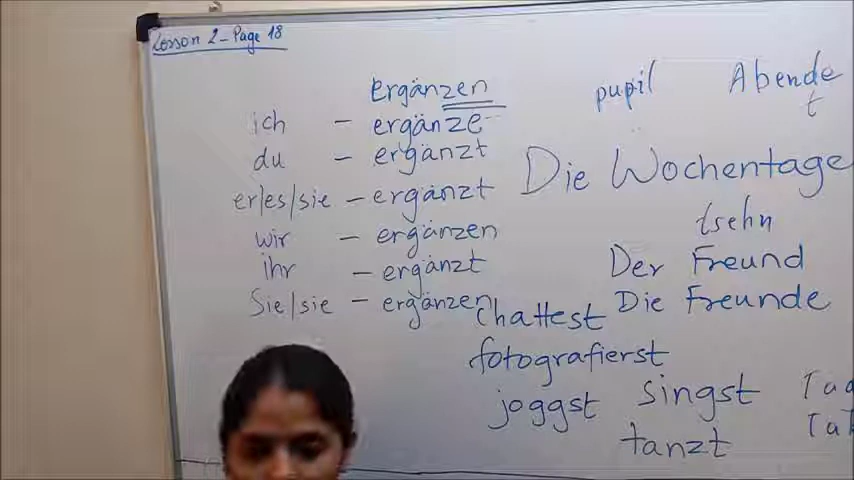 Lesson 2 - Page 18
ergänzen
ich - ergänze
du - ergänzt
er/es/sie - ergänzt
wir - ergänzen
ihr - ergänzt
Sie/sie - ergänzen
pupil
Abende
t
Die Wochentage
tsehn
Der Freund
Die Freunde
chattest
fotografierst
joggst
singst
tanzt